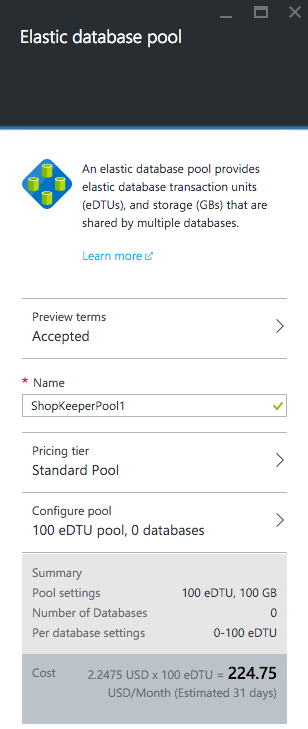 Elastic database pool
An elastic database pool provides
elastic database transaction units
(eDTUs), and storage (GBs) that are
shared by multiple databases.
Learn more
Preview terms
Accepted
* Name
ShopKeeperPool1
Pricing tier
Standard Pool
Configure pool
100 eDTU pool, 0 databases
Summary
Pool settings 100 eDTU, 100 GB
Number of Databases 0
Per database settings 0-100 eDTU
Cost 2.2475 USD x 100 eDTU = 224.75
USD/Month (Estimated 31 days)